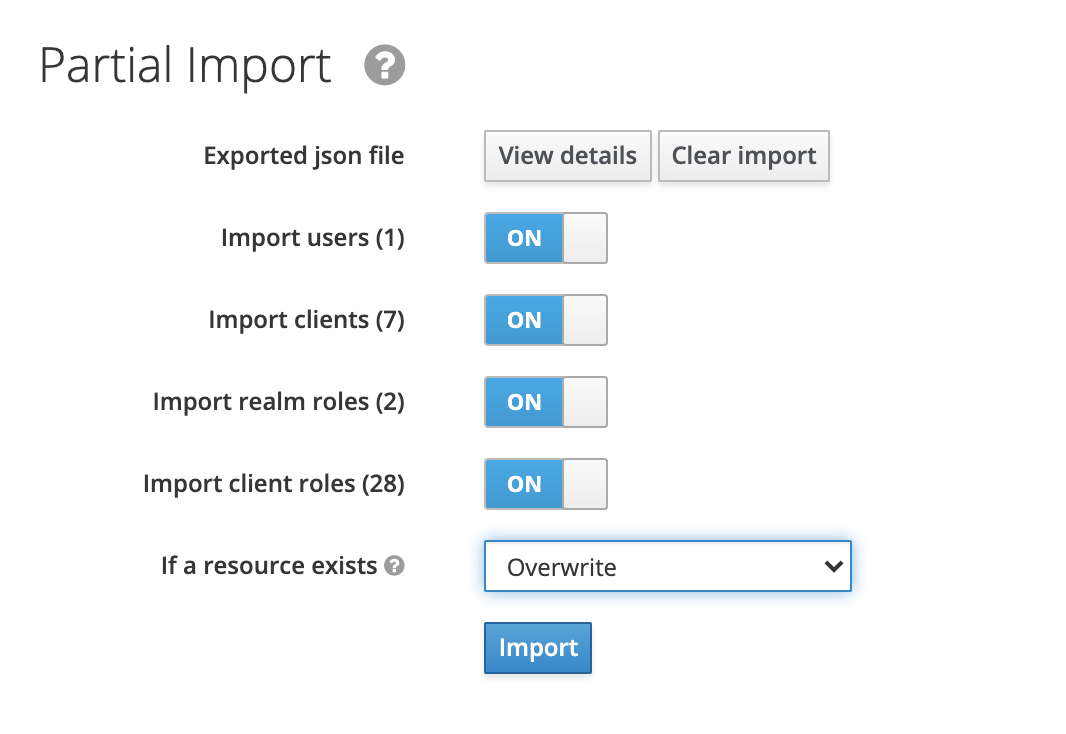 Partial Import ?
Exported json file View details Clear import
Import users (1) ON
Import clients (7) ON
Import realm roles (2) ON
Import client roles (28) ON
If a resource exists ? Overwrite
Import